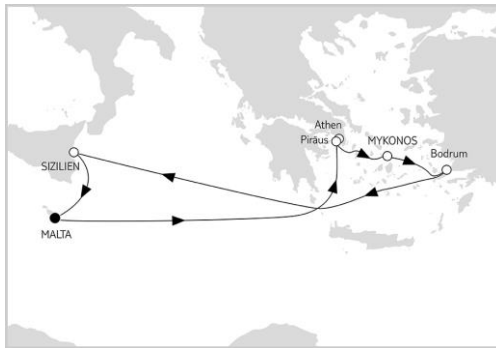 Athen
Piräus
MYKONOS
Bodrum
SIZILIEN
MALTA